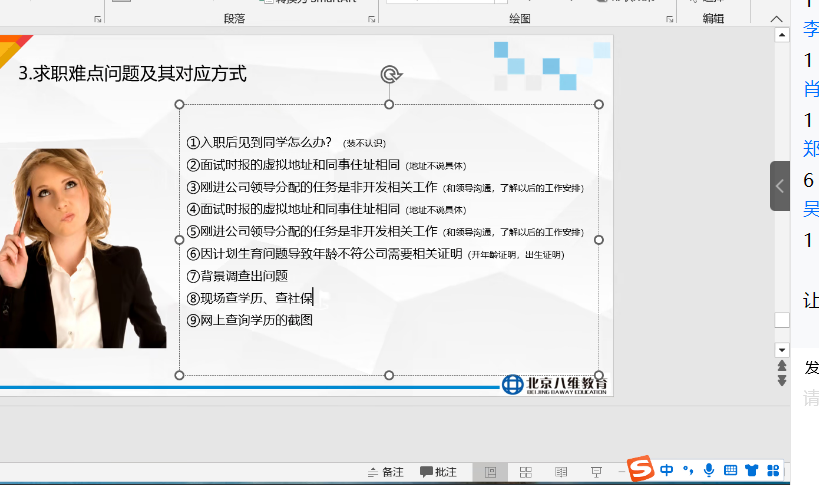 段落
绘图
编辑
3.求职难点问题及其对应方式
①入职后见到同学怎么办？（装不认识）
②面试时报的虚拟地址和同事住址相同（地址不说具体）
③刚进公司领导分配的任务是非开发相关工作（和领导沟通，了解以后的工作安排）
④面试时报的虚拟地址和同事住址相同（地址不说具体）
⑤刚进公司领导分配的任务是非开发相关工作（和领导沟通，了解以后的工作安排）
⑥因计划生育问题导致年龄不符公司需要相关证明（开年龄证明，出生证明）
⑦背景调查出问题
⑧现场查学历、查社保
⑨网上查询学历的截图
北京八维教育
BEIJING BAWAY EDUCATION
备注
批注
中
李
1
肖
1
郑
6
吴
1
让
发
请